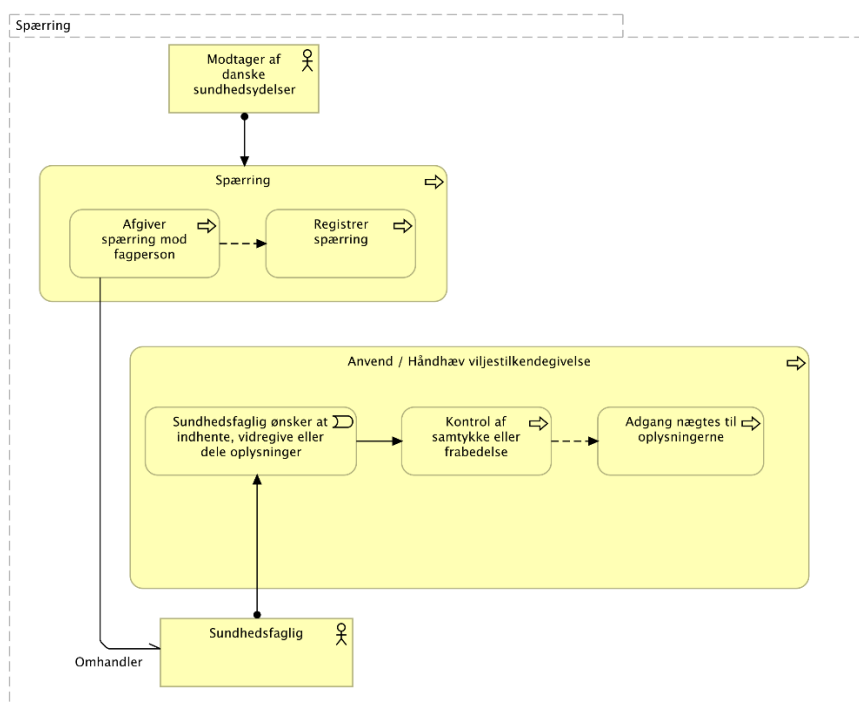 Spærring
Modtager af
danske
sundhedsydelser
Spærring
Afgiver
spærring mod
fagperson
Registrer
spærring
Anvend / Håndhæv viljestilkendegivelse
Sundhedsfaglig ønsker at
indhente, vidregive eller
dele oplysninger
Kontrol af
samtykke eller
frabedelse
Adgang nægtes til
oplysningerne
Sundhedsfaglig
Omhandler